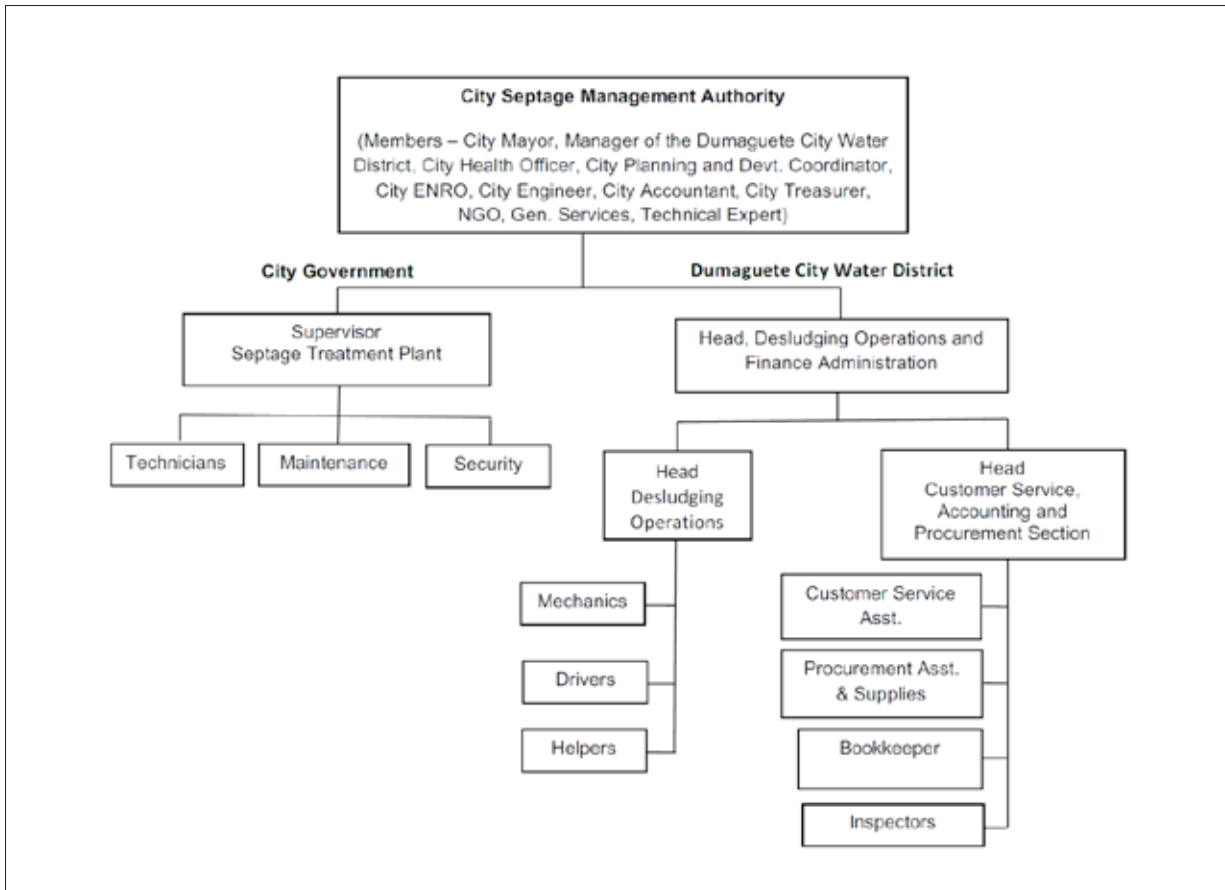 City Septage Management Authority
(Members – City Mayor, Manager of the Dumaguete City Water
District, City Health Officer, City Planning and Devt. Coordinator,
City ENRO, City Engineer, City Accountant, City Treasurer,
NGO, Gen. Services, Technical Expert)
City Government
Dumaguete City Water District
Supervisor
Septage Treatment Plant
Head, Desludging Operations and
Finance Administration
Technicians
Maintenance
Security
Head
Desludging
Operations
Head
Customer Service,
Accounting and
Procurement Section
Mechanics
Drivers
Helpers
Customer Service
Asst.
Procurement Asst.
& Supplies
Bookkeeper
Inspectors